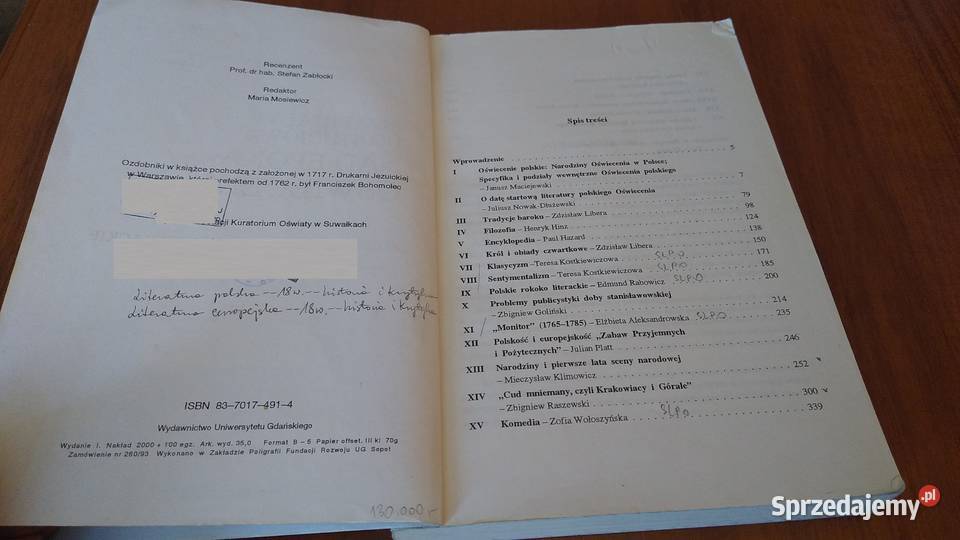 Recenzent
Prof. dr hab. Stefan Zabłocki
Redaktor
Maria Mosiewicz
Ozdobniki w książce pochodzą z założonej w 1717 r. Drukarni Jezuickiej
w Warszawie, której prefektem od 1762 r. był Franciszek Bohomolec
Kuratorium Oświaty w Suwałkach
Literatura polska -- 18 w. -- historia i krytyka
Literatura europejska -- 18 w. -- historia i krytyka
ISBN 83-7017-491-4
Wydawnictwo Uniwersytetu Gdańskiego
Wydanie I. Nakład 2000 + 100 egz. Ark. wyd. 35,0 Format B-5 Papier offset. III kl 70g
Zamówienie nr 260/93. Wykonano w Zakładzie Poligrafii Fundacji Rozwoju UG Sopot
130.000,-
Spis treści
Wprowadzenie 5
I Oświecenie polskie: Narodziny Oświecenia w Polsce;
Specyfika i podziały wewnętrzne Oświecenia polskiego
– Janusz Maciejewski 7
II O datę startową literatury polskiego Oświecenia
– Juliusz Nowak-Dłużewski 79
III Tradycje baroku – Zdzisław Libera 98
IV Filozofia – Henryk Hinz 124
V Encyklopedia – Paul Hazard 138
VI Król i obiady czwartkowe – Zdzisław Libera 150
VII Klasycyzm – Teresa Kostkiewiczowa SŁP.O 171
VIII Sentymentalizm – Teresa Kostkiewiczowa SŁP.O 185
IX Polskie rokoko literackie – Edmund Rabowicz SŁP.O 200
X Problemy publicystyki doby stanisławowskiej
– Zbigniew Goliński 214
XI „Monitor” (1765–1785) – Elżbieta Aleksandrowska SŁP.O 235
XII Polskość i europejskość „Zabaw Przyjemnych
i Pożytecznych” – Julian Platt 246
XIII Narodziny i pierwsze lata sceny narodowej
– Mieczysław Klimowicz 252
XIV „Cud mniemany, czyli Krakowiacy i Górale”
– Zbigniew Raszewski 300
XV Komedia – Zofia Wołoszyńska SŁP.O 339
Sprzedajemy.pl